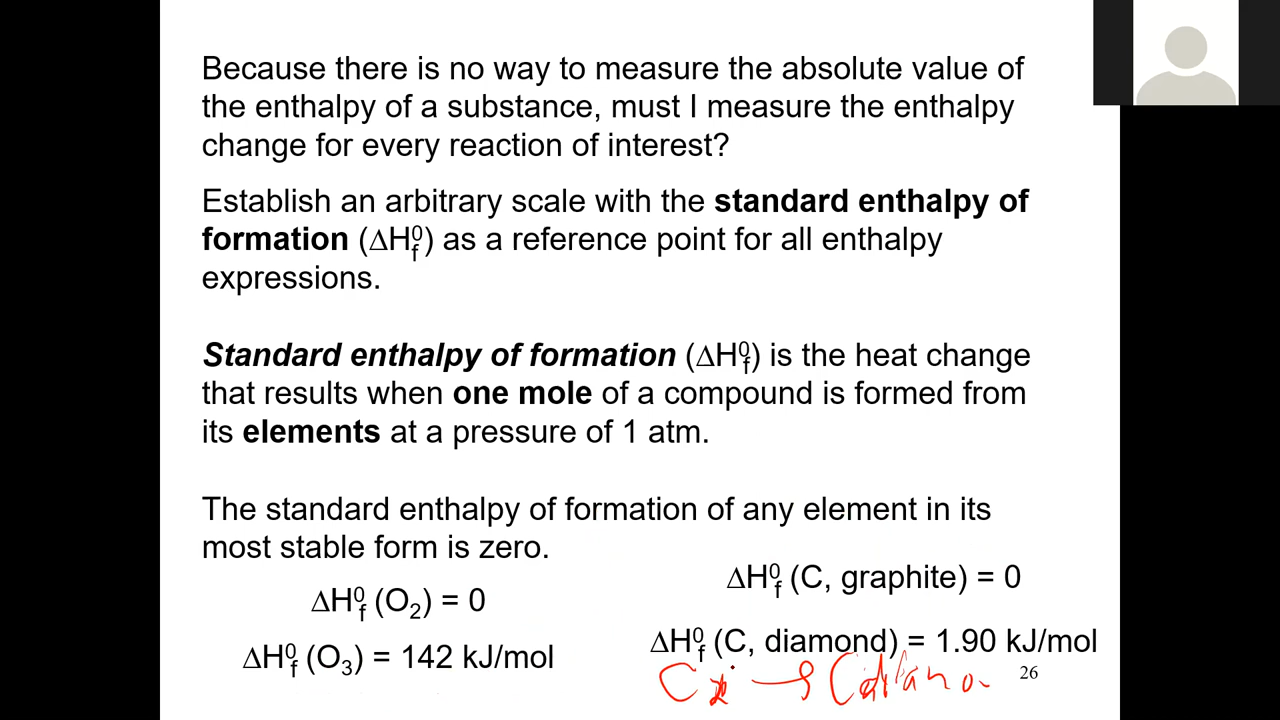 Because there is no way to measure the absolute value of
the enthalpy of a substance, must I measure the enthalpy
change for every reaction of interest?
Establish an arbitrary scale with the standard enthalpy of
formation (ΔH⁰f) as a reference point for all enthalpy
expressions.
Standard enthalpy of formation (ΔH⁰f) is the heat change
that results when one mole of a compound is formed from
its elements at a pressure of 1 atm.
The standard enthalpy of formation of any element in its
most stable form is zero.
ΔH⁰f (O₂) = 0
ΔH⁰f (O₃) = 142 kJ/mol
ΔH⁰f (C, graphite) = 0
ΔH⁰f (C, diamond) = 1.90 kJ/mol
26